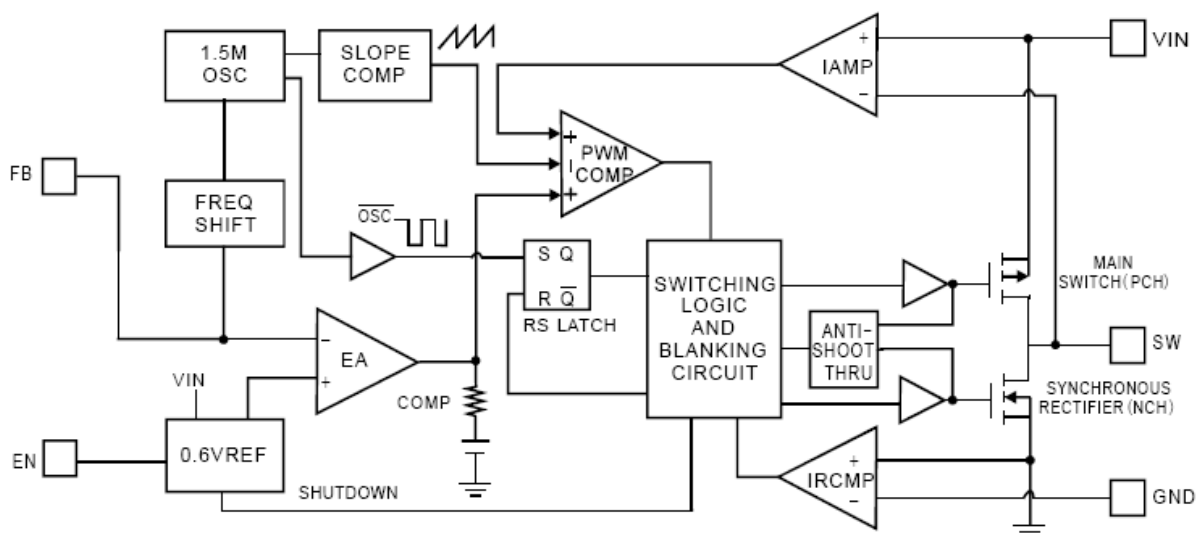 1.5M
OSC
SLOPE
COMP
+
IAMP
−
VIN
FB
FREQ
SHIFT
+
PWM
COMP
+
OSC
S Q
R Q
RS LATCH
SWITCHING
LOGIC
AND
BLANKING
CIRCUIT
ANTI-
SHOOT
THRU
MAIN
SWITCH(PCH)
SW
SYNCHRONOUS
RECTIFIER (NCH)
−
EA
+
VIN
COMP
EN
0.6VREF
SHUTDOWN
+
IRCMP
−
GND